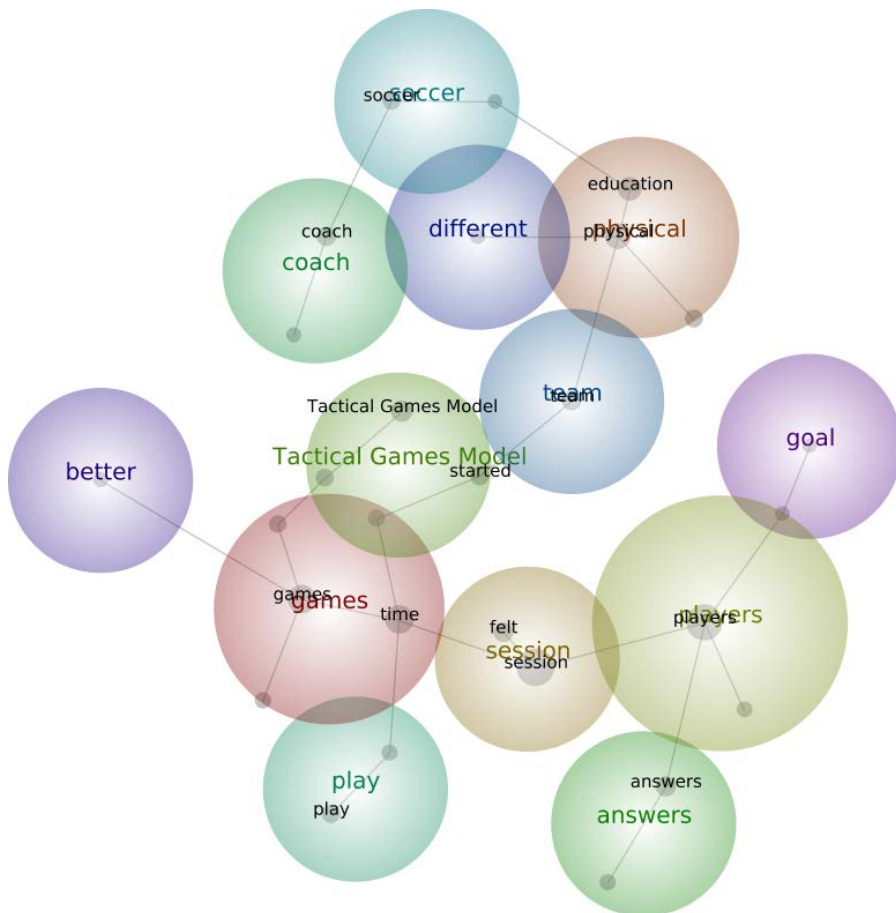 soccer
soccer
education
different
physical
physical
coach
coach
team
team
Tactical Games Model
Tactical Games Model
started
goal
better
games
games
time
players
players
felt
session
session
play
play
answers
answers